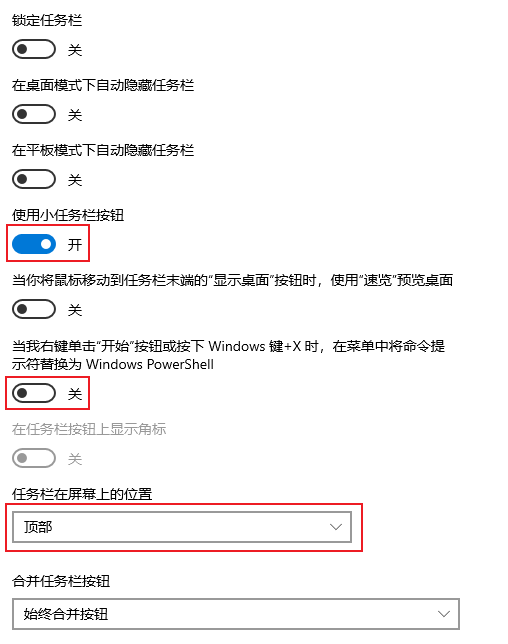 锁定任务栏
关
在桌面模式下自动隐藏任务栏
关
在平板模式下自动隐藏任务栏
关
使用小任务栏按钮
开
当你将鼠标移动到任务栏末端的"显示桌面"按钮时，使用"速览"预览桌面
关
当我右键单击"开始"按钮或按下 Windows 键+X 时，在菜单中将命令提
示符替换为 Windows PowerShell
关
在任务栏按钮上显示角标
关
任务栏在屏幕上的位置
顶部
合并任务栏按钮
始终合并按钮